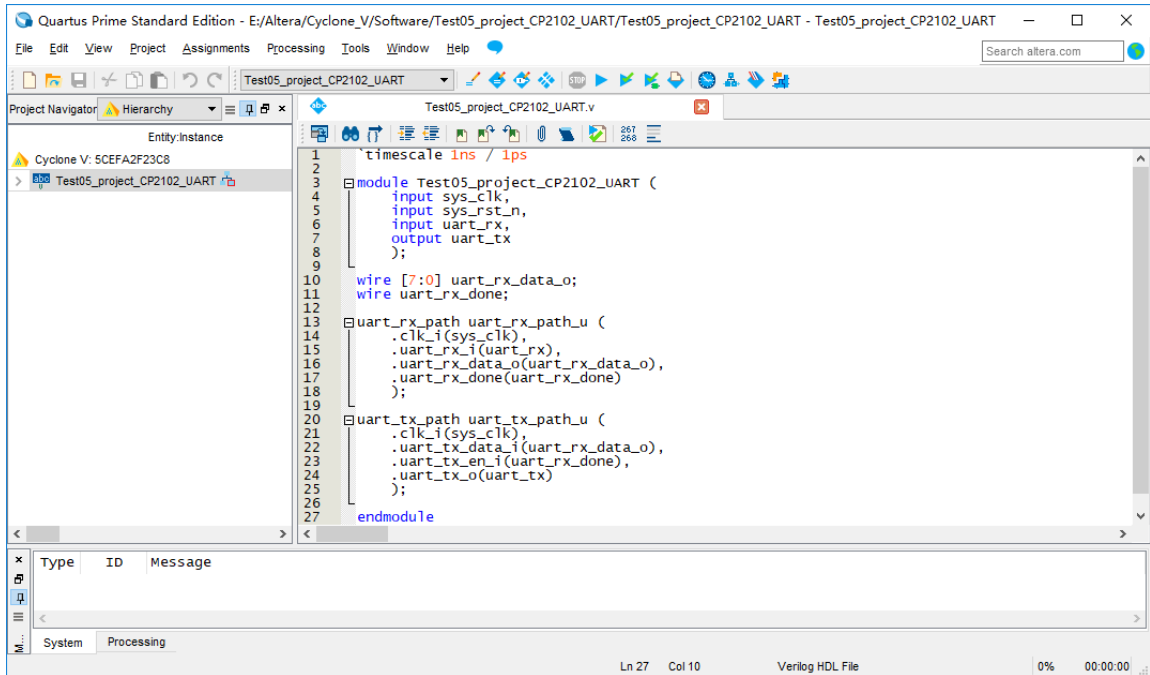 Quartus Prime Standard Edition - E:/Altera/Cyclone_V/Software/Test05_project_CP2102_UART/Test05_project_CP2102_UART - Test05_project_CP2102_UART
File Edit View Project Assignments Processing Tools Window Help
Search altera.com
Test05_project_CP2102_UART
STOP
Project Navigator Hierarchy
abc Test05_project_CP2102_UART.v
Entity:Instance
267
268
Cyclone V: 5CEFA2F23C8
abc Test05_project_CP2102_UART
1 `timescale 1ns / 1ps
2
3 module Test05_project_CP2102_UART (
4 input sys_clk,
5 input sys_rst_n,
6 input uart_rx,
7 output uart_tx
8 );
9
10 wire [7:0] uart_rx_data_o;
11 wire uart_rx_done;
12
13 uart_rx_path uart_rx_path_u (
14 .clk_i(sys_clk),
15 .uart_rx_i(uart_rx),
16 .uart_rx_data_o(uart_rx_data_o),
17 .uart_rx_done(uart_rx_done)
18 );
19
20 uart_tx_path uart_tx_path_u (
21 .clk_i(sys_clk),
22 .uart_tx_data_i(uart_rx_data_o),
23 .uart_tx_en_i(uart_rx_done),
24 .uart_tx_o(uart_tx)
25 );
26
27 endmodule
Type ID Message
M...
System Processing
Ln 27 Col 10 Verilog HDL File 0% 00:00:00